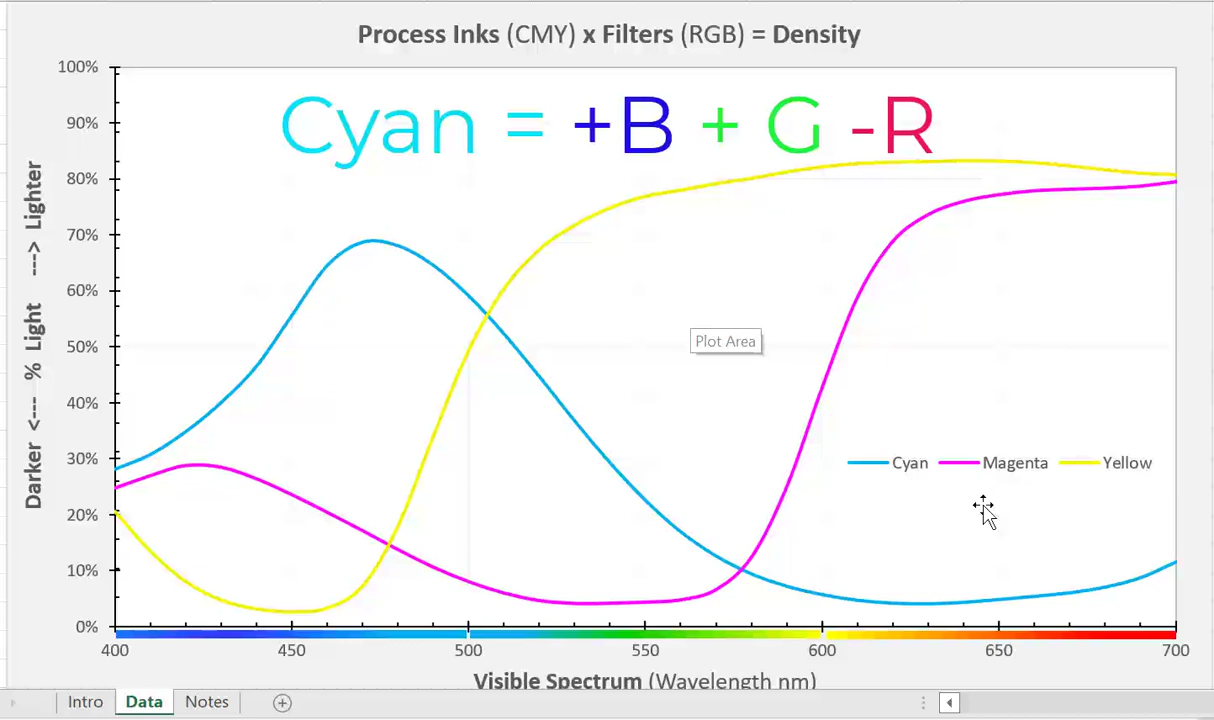 Process Inks (CMY) x Filters (RGB) = Density
Cyan = +B + G -R
100%
90%
80%
70%
60%
50%
40%
30%
20%
10%
0%
Darker <--- % Light ---> Lighter
Plot Area
Cyan Magenta Yellow
400 450 500 550 600 650 700
Visible Spectrum (Wavelength nm)
Intro Data Notes